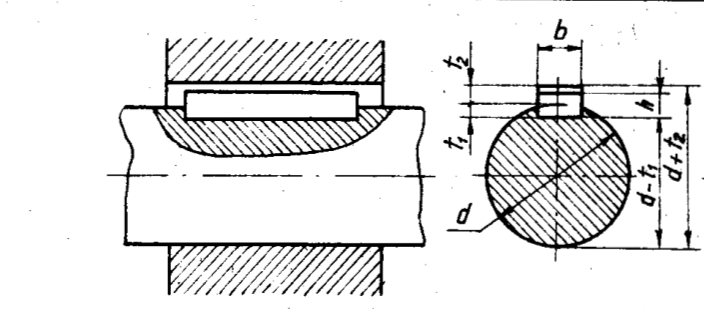 b
t₂
h
t₁
d-t₁
d+t₂
d